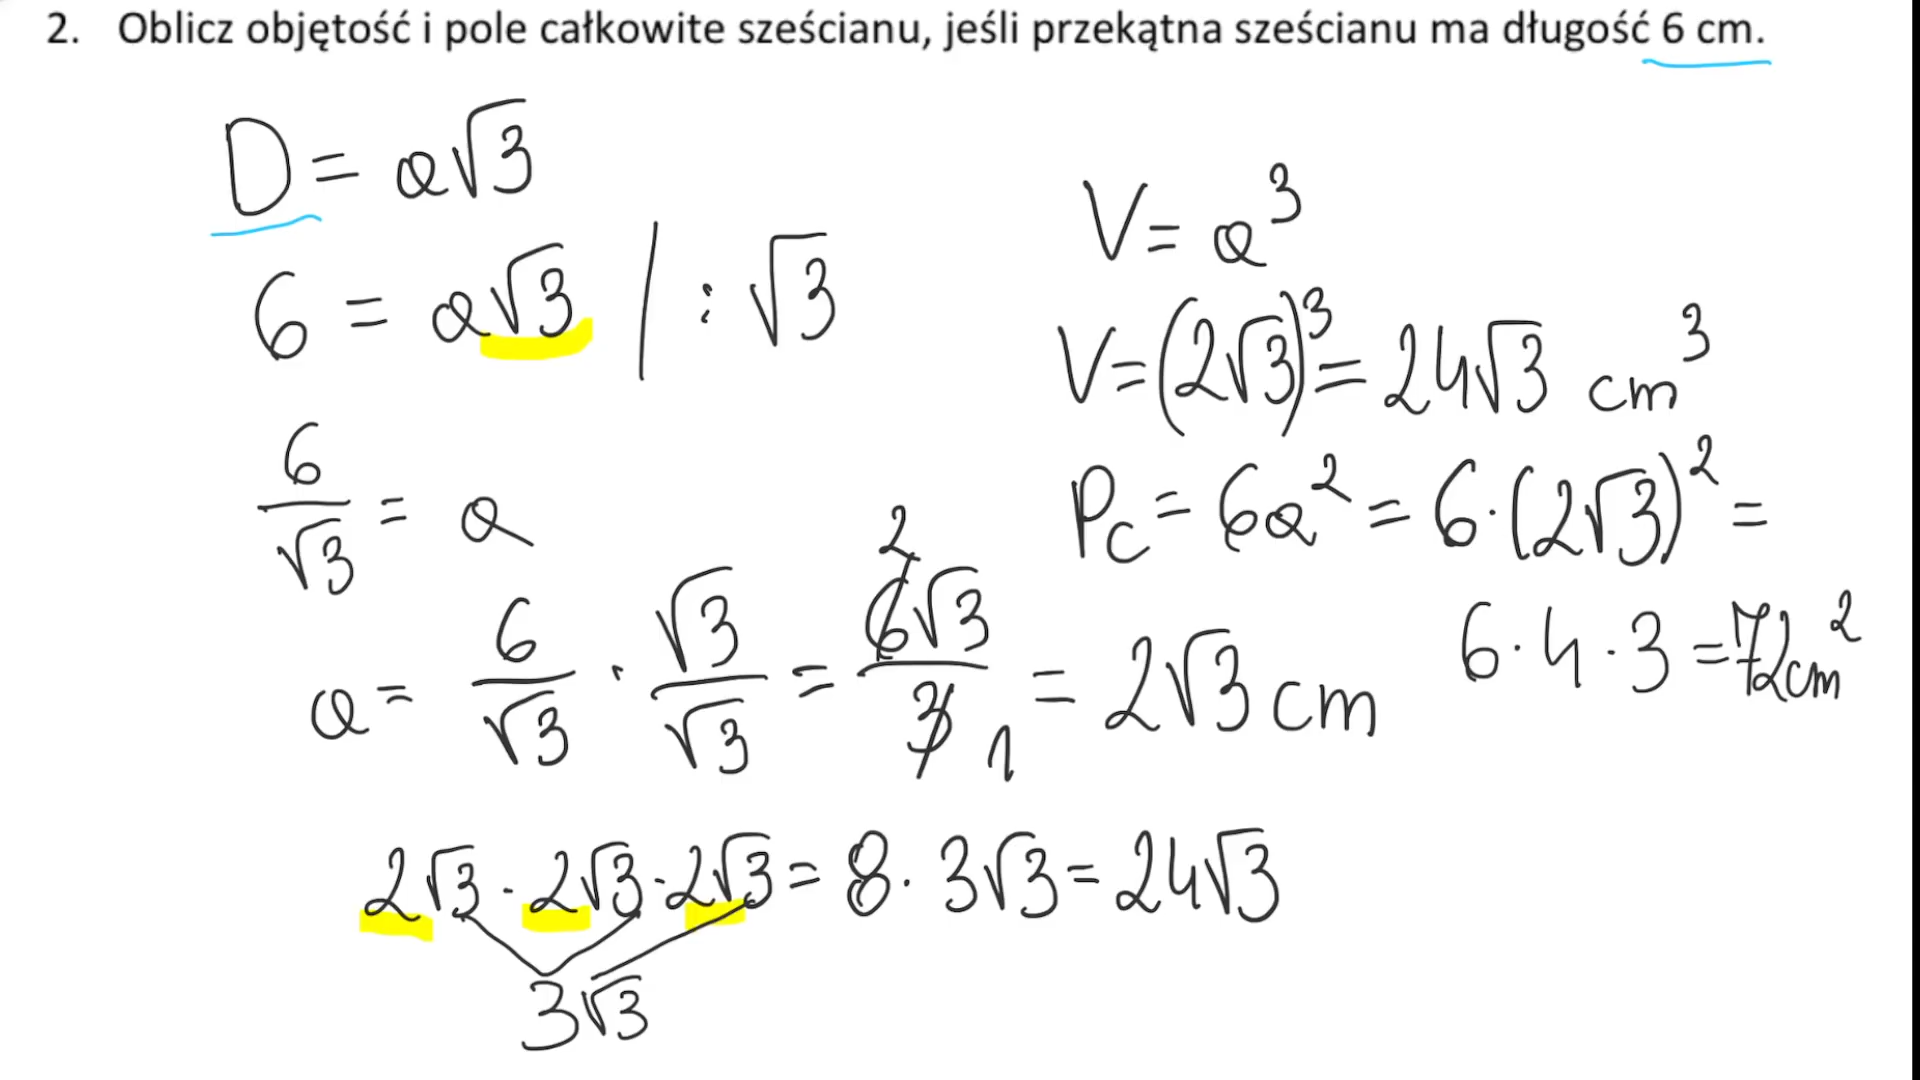 2. Oblicz objętość i pole całkowite sześcianu, jeśli przekątna sześcianu ma długość 6 cm.
D = a√3
6 = a√3 / : √3
6/√3 = a
a = 6/√3 · √3/√3 = 6√3/3 = 2√3 cm
2 1
2√3 · 2√3 · 2√3 = 8 · 3√3 = 24√3
3√3
V = a³
V = (2√3)³ = 24√3 cm³
Pc = 6a² = 6·(2√3)² =
6·4·3 = 72cm²